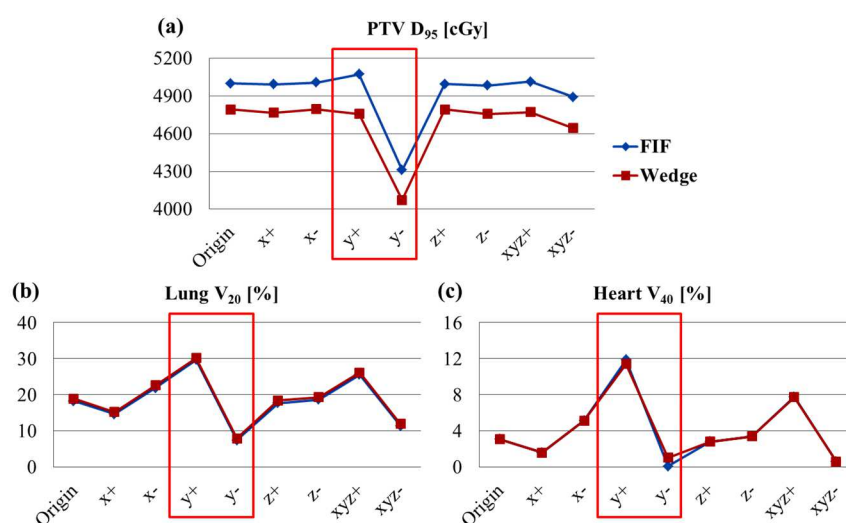 (a) PTV D95 [cGy]
5200
4900
4600
4300
4000
Origin x+ x- y+ y- z+ z- xyz+ xyz-
FIF
Wedge
(b) Lung V20 [%]
40
30
20
10
0
Origin x+ x- y+ y- z+ z- xyz+ xyz-
(c) Heart V40 [%]
16
12
8
4
0
Origin x+ x- y+ y- z+ z- xyz+ xyz-